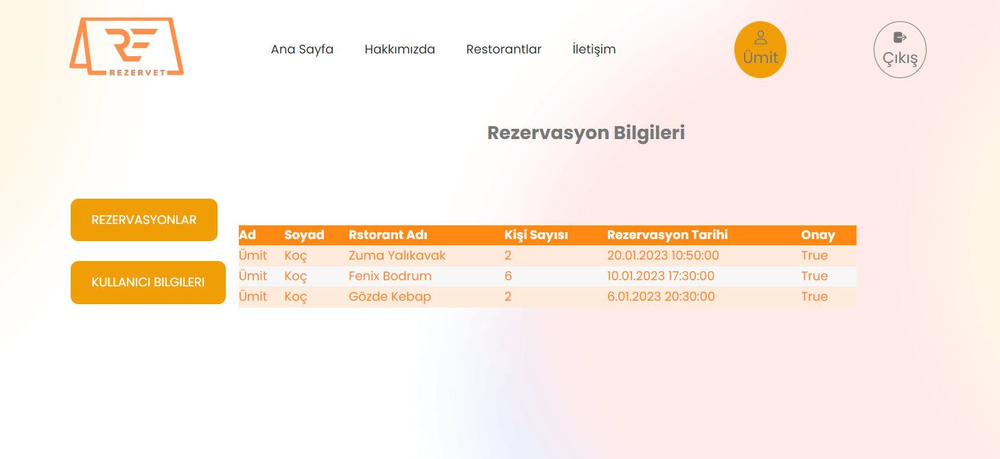 REZERVET
Ana Sayfa Hakkımızda Restorantlar İletişim
Ümit
Çıkış
Rezervasyon Bilgileri
REZERVASYONLAR
KULLANICI BILGILERI
Ad Soyad Rstorant Adı Kişi Sayısı Rezervasyon Tarihi Onay
Ümit Koç Zuma Yalıkavak 2 20.01.2023 10:50:00 True
Ümit Koç Fenix Bodrum 6 10.01.2023 17:30:00 True
Ümit Koç Gözde Kebap 2 6.01.2023 20:30:00 True